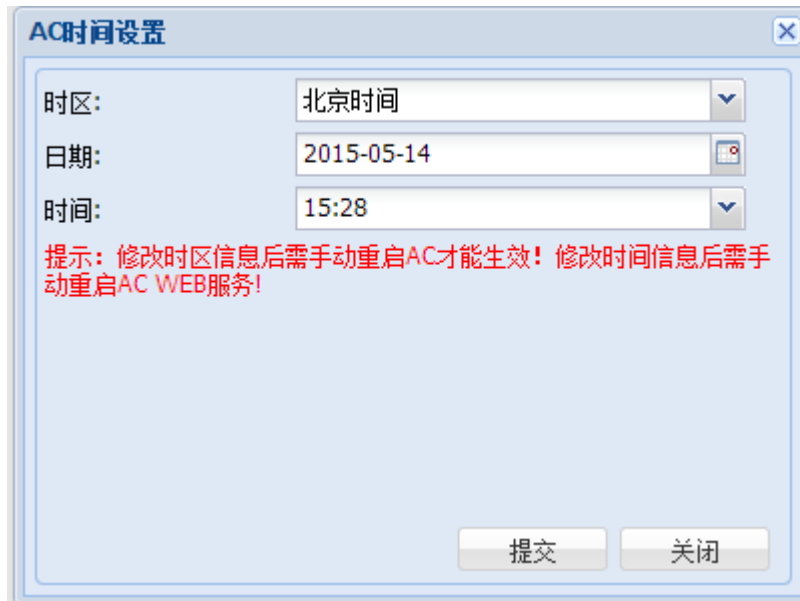 AC时间设置
时区: 北京时间
日期: 2015-05-14
时间: 15:28
提示：修改时区信息后需手动重启AC才能生效！修改时间信息后需手
动重启AC WEB服务!
提交 关闭